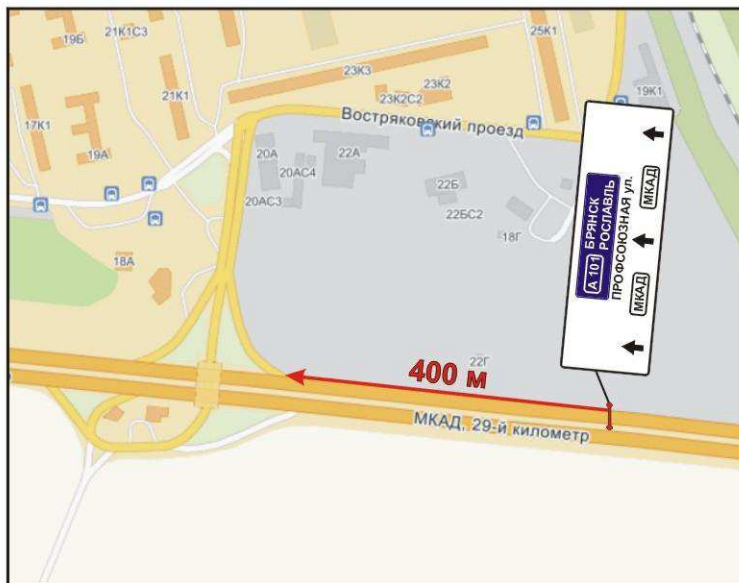 19Б
21К1С3
25К1
23К3
23К2
21К1
23К2С2
19К1
17К1
Востряковский проезд
19А
20А
22А
20АС4
22Б
20АС3
22БС2
18Г
18А
А 101 БРЯНСК
РОСЛАВЛЬ
ПРОФСОЮЗНАЯ ул.
МКАД
МКАД
22Г
400 м
МКАД, 29-й километр